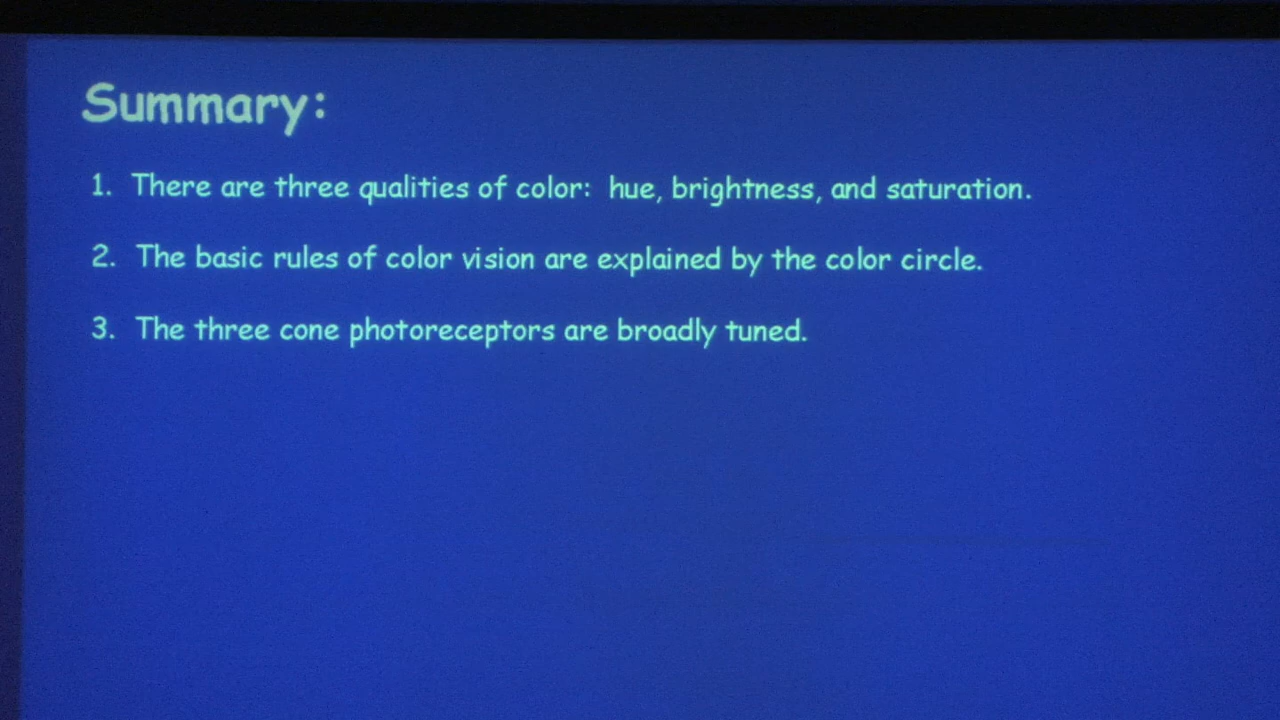 Summary:
1. There are three qualities of color: hue, brightness, and saturation.
2. The basic rules of color vision are explained by the color circle.
3. The three cone photoreceptors are broadly tuned.